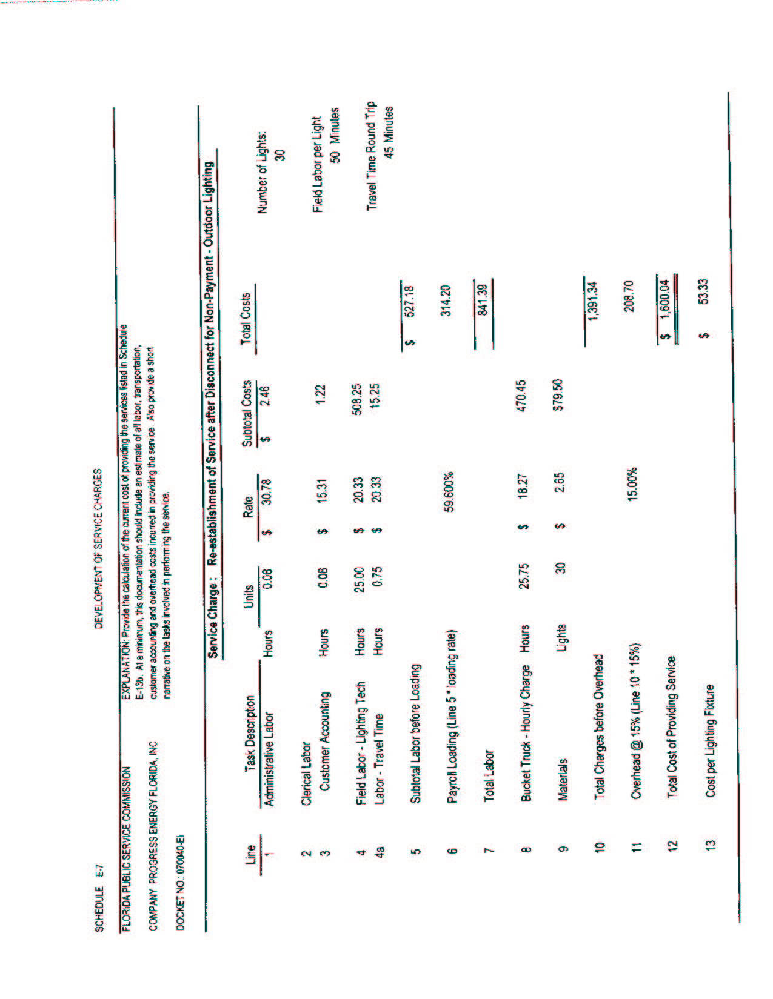 SCHEDULE E-7 DEVELOPMENT OF SERVICE CHARGES
FLORIDA PUBLIC SERVICE COMMISSION EXPLANATION: Provide the calculation of the current cost of providing the services listed in Schedule
E-13b. At a minimum, this documentation should include an estimate of all labor, transportation,
COMPANY PROGRESS ENERGY FLORIDA, INC customer accounting and overhead costs incurred in providing the service. Also provide a short
narrative on the tasks involved in performing the service.
DOCKET NO.: 070040-EI
Service Charge : Re-establishment of Service after Disconnect for Non-Payment - Outdoor Lighting
Line Task Description Units Rate Subtotal Costs Total Costs
Number of Lights:
1 Administrative Labor Hours 0.08 $ 30.78 $ 2.46
30
2 Clerical Labor
Field Labor per Light
3 Customer Accounting Hours 0.08 $ 15.31 1.22
50 Minutes
4 Field Labor - Lighting Tech Hours 25.00 $ 20.33 508.25
Travel Time Round Trip
4a Labor - Travel Time Hours 0.75 $ 20.33 15.25
45 Minutes
5 Subtotal Labor before Loading $ 527.18
6 Payroll Loading (Line 5 * loading rate) 59.600% 314.20
7 Total Labor 841.39
8 Bucket Truck - Hourly Charge Hours 25.75 $ 18.27 470.45
9 Materials Lights 30 $ 2.65 $79.50
10 Total Charges before Overhead 1,391.34
11 Overhead @ 15% (Line 10 * 15%) 15.00% 208.70
12 Total Cost of Providing Service $ 1,600.04
13 Cost per Lighting Fixture $ 53.33